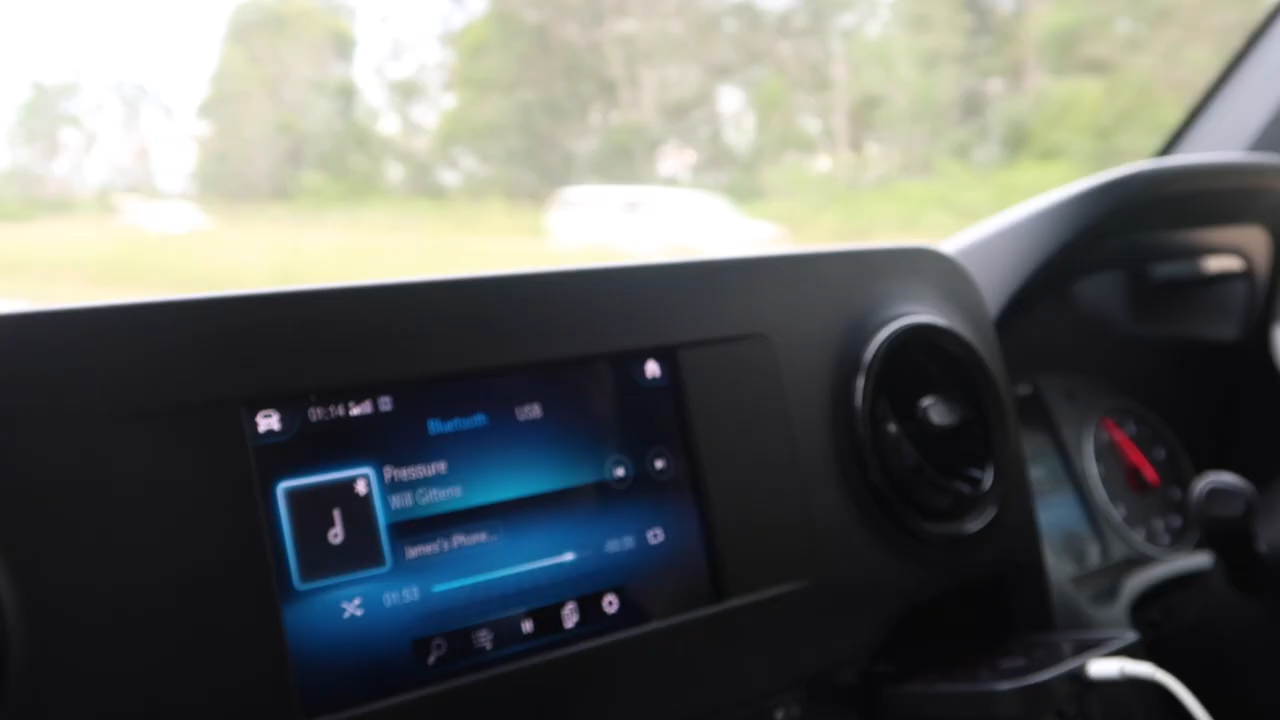 01:14
Bluetooth
USB
Pressure
Will Gittens
James's iPhone...
01:53